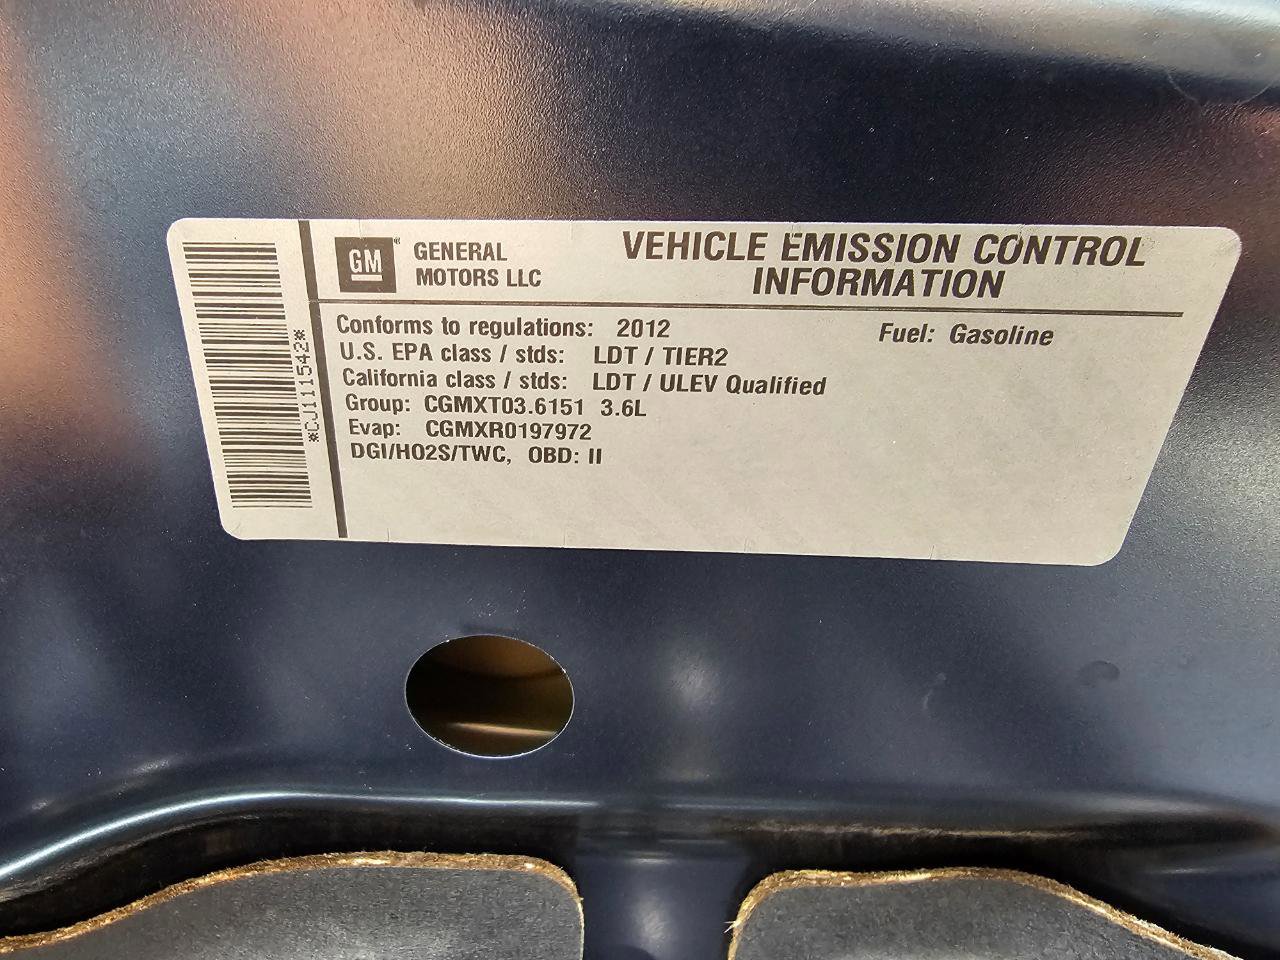 *CJ111542*
GM GENERAL
MOTORS LLC
VEHICLE EMISSION CONTROL
INFORMATION
Conforms to regulations: 2012 Fuel: Gasoline
U.S. EPA class / stds: LDT / TIER2
California class / stds: LDT / ULEV Qualified
Group: CGMXT03.6151 3.6L
Evap: CGMXR0197972
DGI/HO2S/TWC, OBD: II